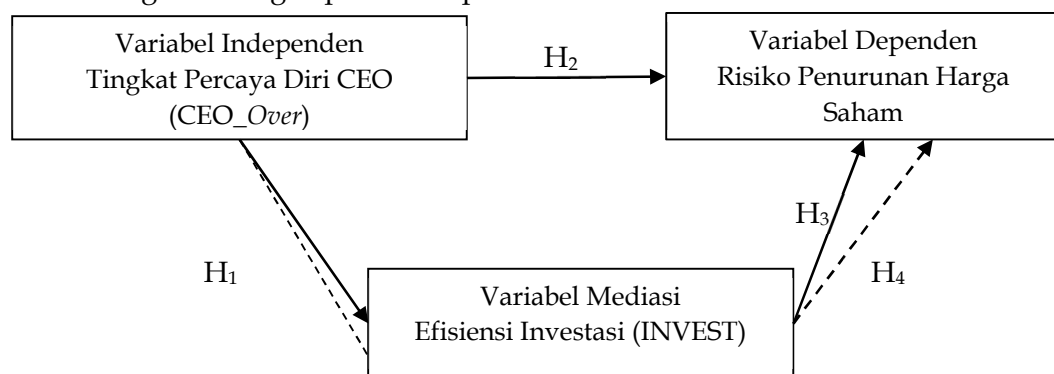 Variabel Independen
Tingkat Percaya Diri CEO
(CEO_Over)
H2
Variabel Dependen
Risiko Penurunan Harga
Saham
H1
H3
H4
Variabel Mediasi
Efisiensi Investasi (INVEST)